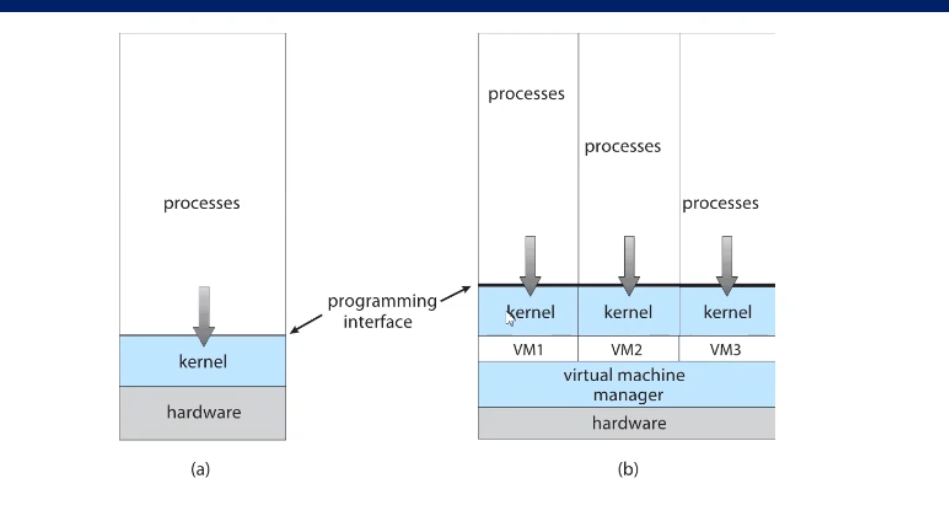 processes
kernel
hardware
(a)
programming
interface
processes
processes
processes
kernel
kernel
kernel
VM1
VM2
VM3
virtual machine
manager
hardware
(b)